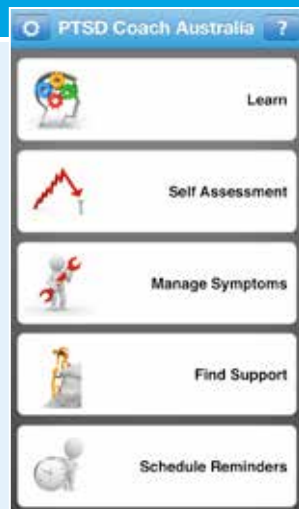 PTSD Coach Australia ?
Learn
Self Assessment
Manage Symptoms
Find Support
Schedule Reminders